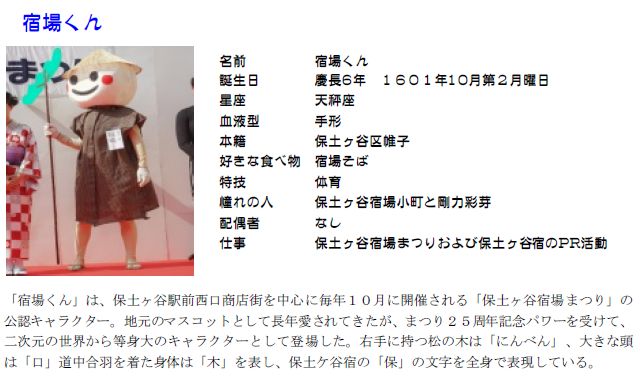 宿場くん
まつり
名前 宿場くん
誕生日 慶長6年 1601年10月第2月曜日
星座 天秤座
血液型 手形
本籍 保土ヶ谷区帷子
好きな食べ物 宿場そば
特技 体育
憧れの人 保土ヶ谷宿場小町と剛力彩芽
配偶者 なし
仕事 保土ヶ谷宿場まつりおよび保土ヶ谷宿のPR活動
「宿場くん」は、保土ヶ谷駅前西口商店街を中心に毎年10月に開催される「保土ヶ谷宿場まつり」の
公認キャラクター。地元のマスコットとして長年愛されてきたが、まつり25周年記念パワーを受けて、
二次元の世界から等身大のキャラクターとして登場した。右手に持つ松の木は「にんべん」、大きな頭
は「口」道中合羽を着た身体は「木」を表し、保土ケ谷宿の「保」の文字を全身で表現している。